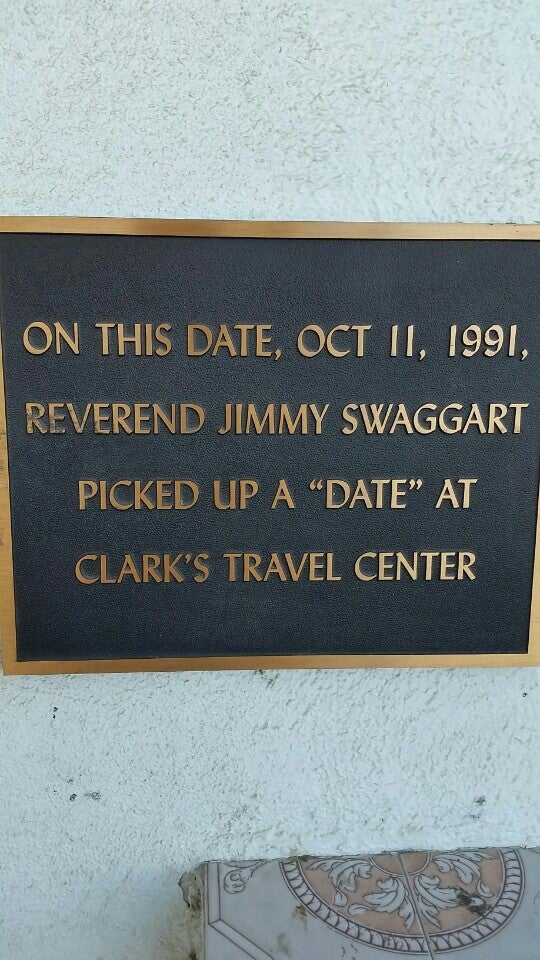 ON THIS DATE, OCT 11, 1991,
REVEREND JIMMY SWAGGART
PICKED UP A “DATE” AT
CLARK'S TRAVEL CENTER